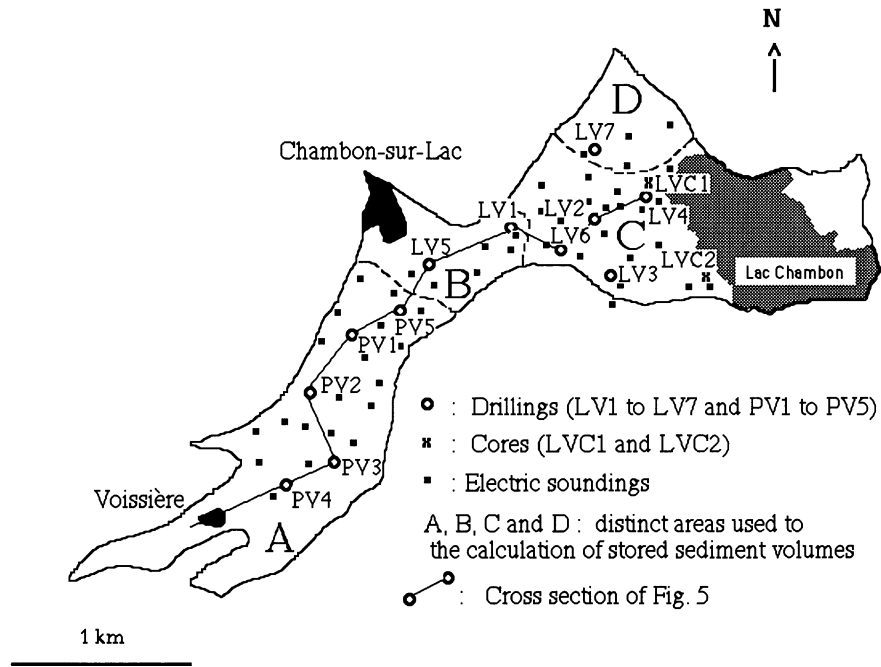 N
D
LV7
Chambon-sur-Lac
LVC1
LV1
LV2
LV4
LV6
C
LV5
LVC2
B
LV3
Lac Chambon
PV5
PV1
PV2
: Drillings (LV1 to LV7 and PV1 to PV5)
: Cores (LVC1 and LVC2)
PV3
: Electric soundings
Voissière
PV4
A
A, B, C and D : distinct areas used to
the calculation of stored sediment volumes
: Cross section of Fig. 5
1 km